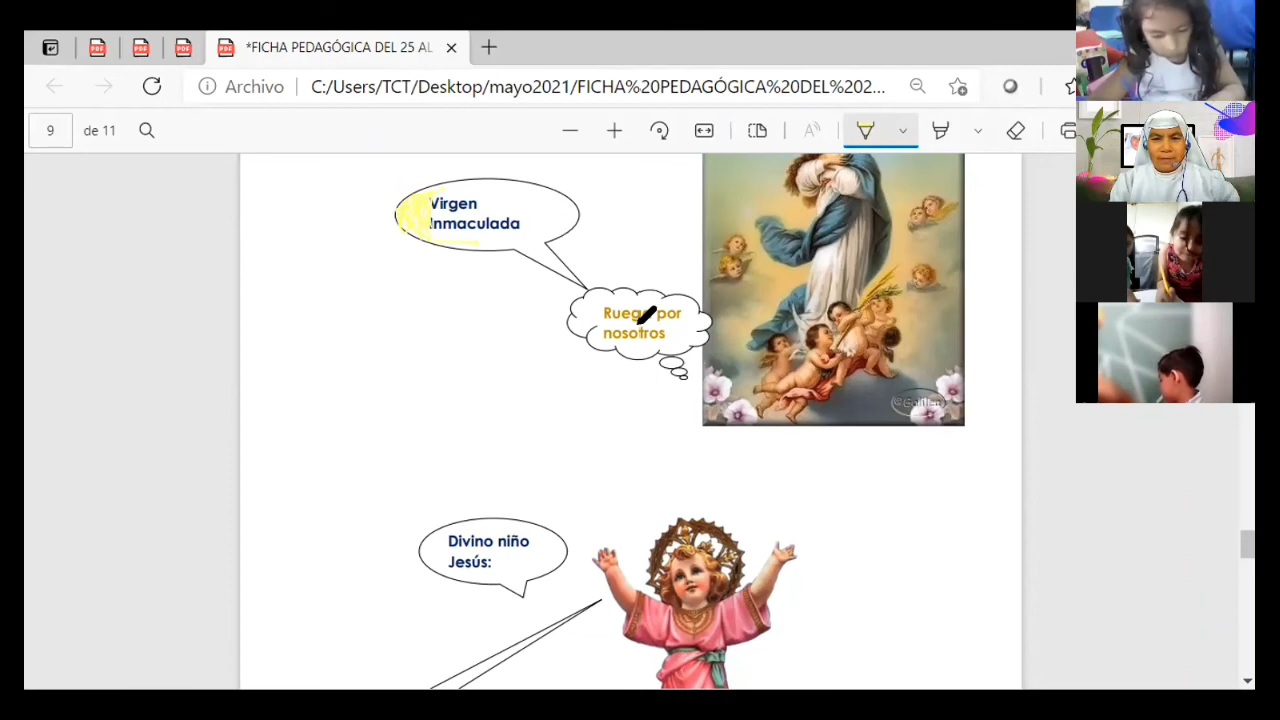 *FICHA PEDAGÓGICA DEL 25 AL
Archivo
C:/Users/TCT/Desktop/mayo2021/FICHA%20PEDAGÓGICA%20DEL%202...
9
de 11
Virgen
Inmaculada
Ruega por
nosotros
Divino niño
Jesús: